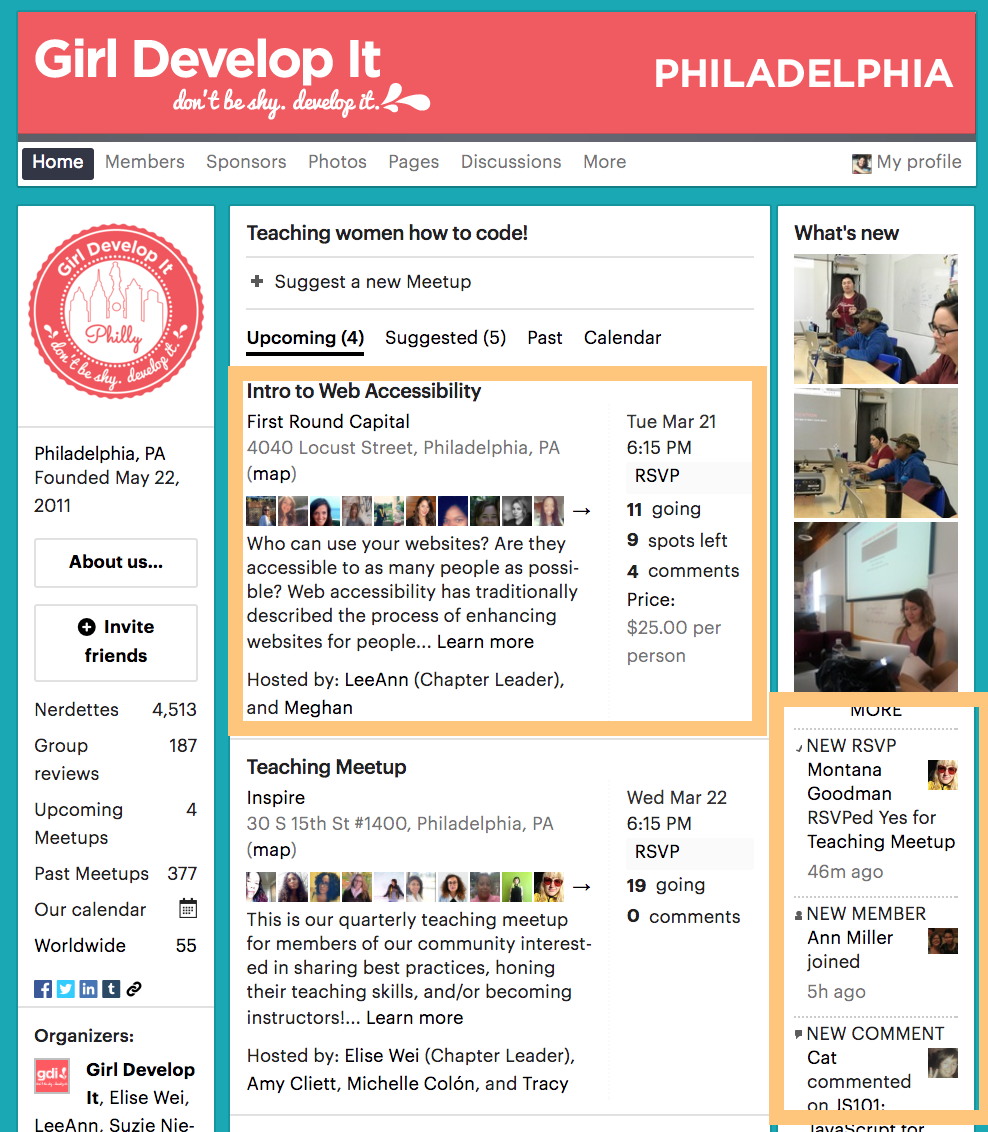 Girl Develop It
don't be shy. develop it.
PHILADELPHIA
Home Members Sponsors Photos Pages Discussions More My profile
Girl Develop It
Philly
don't be shy. develop it.
Philadelphia, PA
Founded May 22,
2011
About us...
Invite
friends
Nerdettes 4,513
Group 187
reviews
Upcoming 4
Meetups
Past Meetups 377
Our calendar
Worldwide 55
f in t
Organizers:
gdi
Girl Develop
It, Elise Wei,
LeeAnn, Suzie Nie-
Teaching women how to code!
+ Suggest a new Meetup
Upcoming (4) Suggested (5) Past Calendar
Intro to Web Accessibility
First Round Capital
4040 Locust Street, Philadelphia, PA
(map)
→
Who can use your websites? Are they
accessible to as many people as possi-
ble? Web accessibility has traditionally
described the process of enhancing
websites for people... Learn more
Hosted by: LeeAnn (Chapter Leader),
and Meghan
Tue Mar 21
6:15 PM
RSVP
11 going
9 spots left
4 comments
Price:
$25.00 per
person
Teaching Meetup
Inspire
30 S 15th St #1400, Philadelphia, PA
(map)
→
This is our quarterly teaching meetup
for members of our community interest-
ed in sharing best practices, honing
their teaching skills, and/or becoming
instructors!... Learn more
Hosted by: Elise Wei (Chapter Leader),
Amy Cliett, Michelle Colón, and Tracy
Wed Mar 22
6:15 PM
RSVP
19 going
0 comments
What's new
MORE
NEW RSVP
Montana
Goodman
RSVPed Yes for
Teaching Meetup
46m ago
NEW MEMBER
Ann Miller
joined
5h ago
NEW COMMENT
Cat
commented
on JS101:
JavaScript for